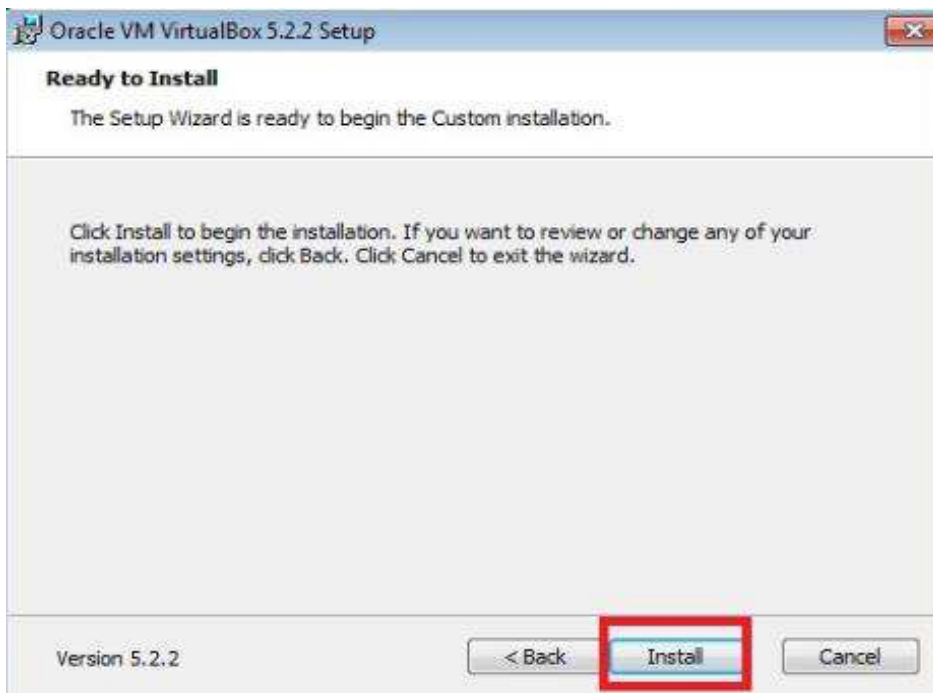 Oracle VM VirtualBox 5.2.2 Setup
Ready to Install
The Setup Wizard is ready to begin the Custom installation.
Click Install to begin the installation. If you want to review or change any of your
installation settings, click Back. Click Cancel to exit the wizard.
Version 5.2.2
< Back
Install
Cancel